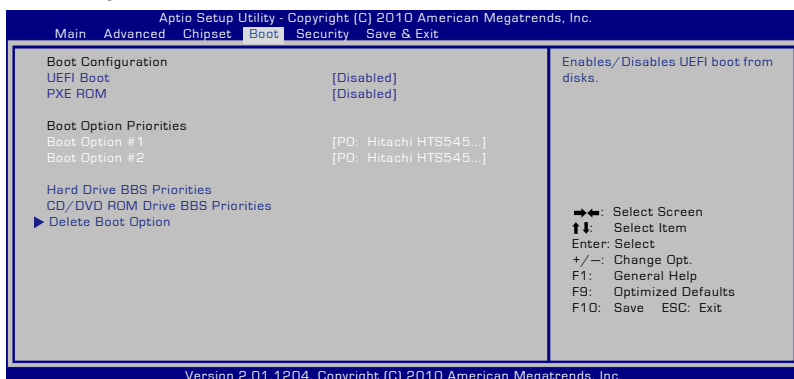 Aptio Setup Utility - Copyright (C) 2010 American Megatrends, Inc.
Main Advanced Chipset Boot Security Save & Exit
Boot Configuration
UEFI Boot [Disabled]
PXE ROM [Disabled]
Boot Option Priorities
Boot Option #1 [P0: Hitachi HTS545...]
Boot Option #2 [P0: Hitachi HTS545...]
Hard Drive BBS Priorities
CD/DVD ROM Drive BBS Priorities
Delete Boot Option
Enables/Disables UEFI boot from
disks.
→←: Select Screen
↑↓: Select Item
Enter: Select
+/—: Change Opt.
F1: General Help
F9: Optimized Defaults
F10: Save ESC: Exit
Version 2.01.1204. Copyright (C) 2010 American Megatrends, Inc.